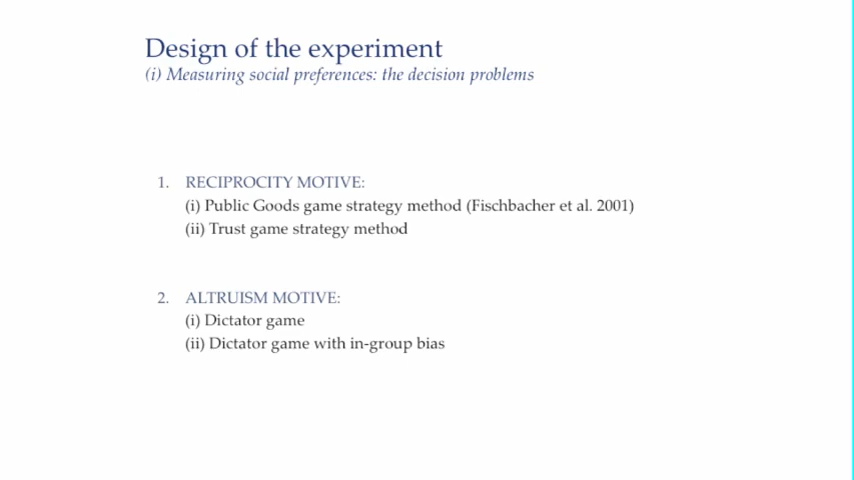 Design of the experiment
(i) Measuring social preferences: the decision problems
1. RECIPROCITY MOTIVE:
(i) Public Goods game strategy method (Fischbacher et al. 2001)
(ii) Trust game strategy method
2. ALTRUISM MOTIVE:
(i) Dictator game
(ii) Dictator game with in-group bias